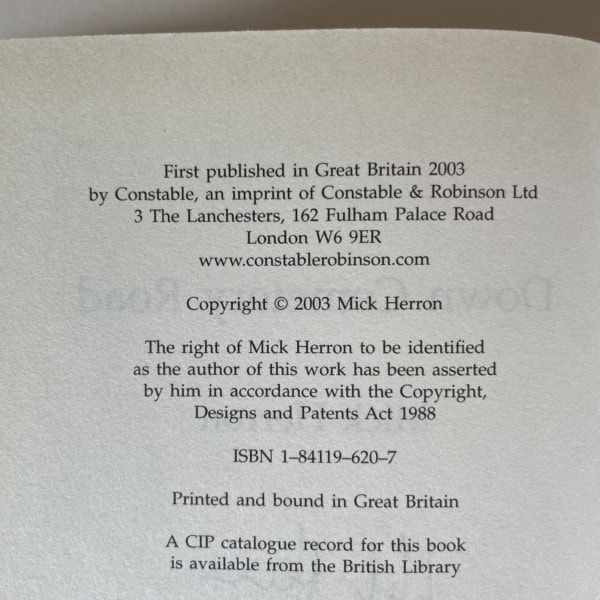 First published in Great Britain 2003
by Constable, an imprint of Constable & Robinson Ltd
3 The Lanchesters, 162 Fulham Palace Road
London W6 9ER
www.constablerobinson.com
Copyright © 2003 Mick Herron
The right of Mick Herron to be identified
as the author of this work has been asserted
by him in accordance with the Copyright,
Designs and Patents Act 1988
ISBN 1–84119–620–7
Printed and bound in Great Britain
A CIP catalogue record for this book
is available from the British Library